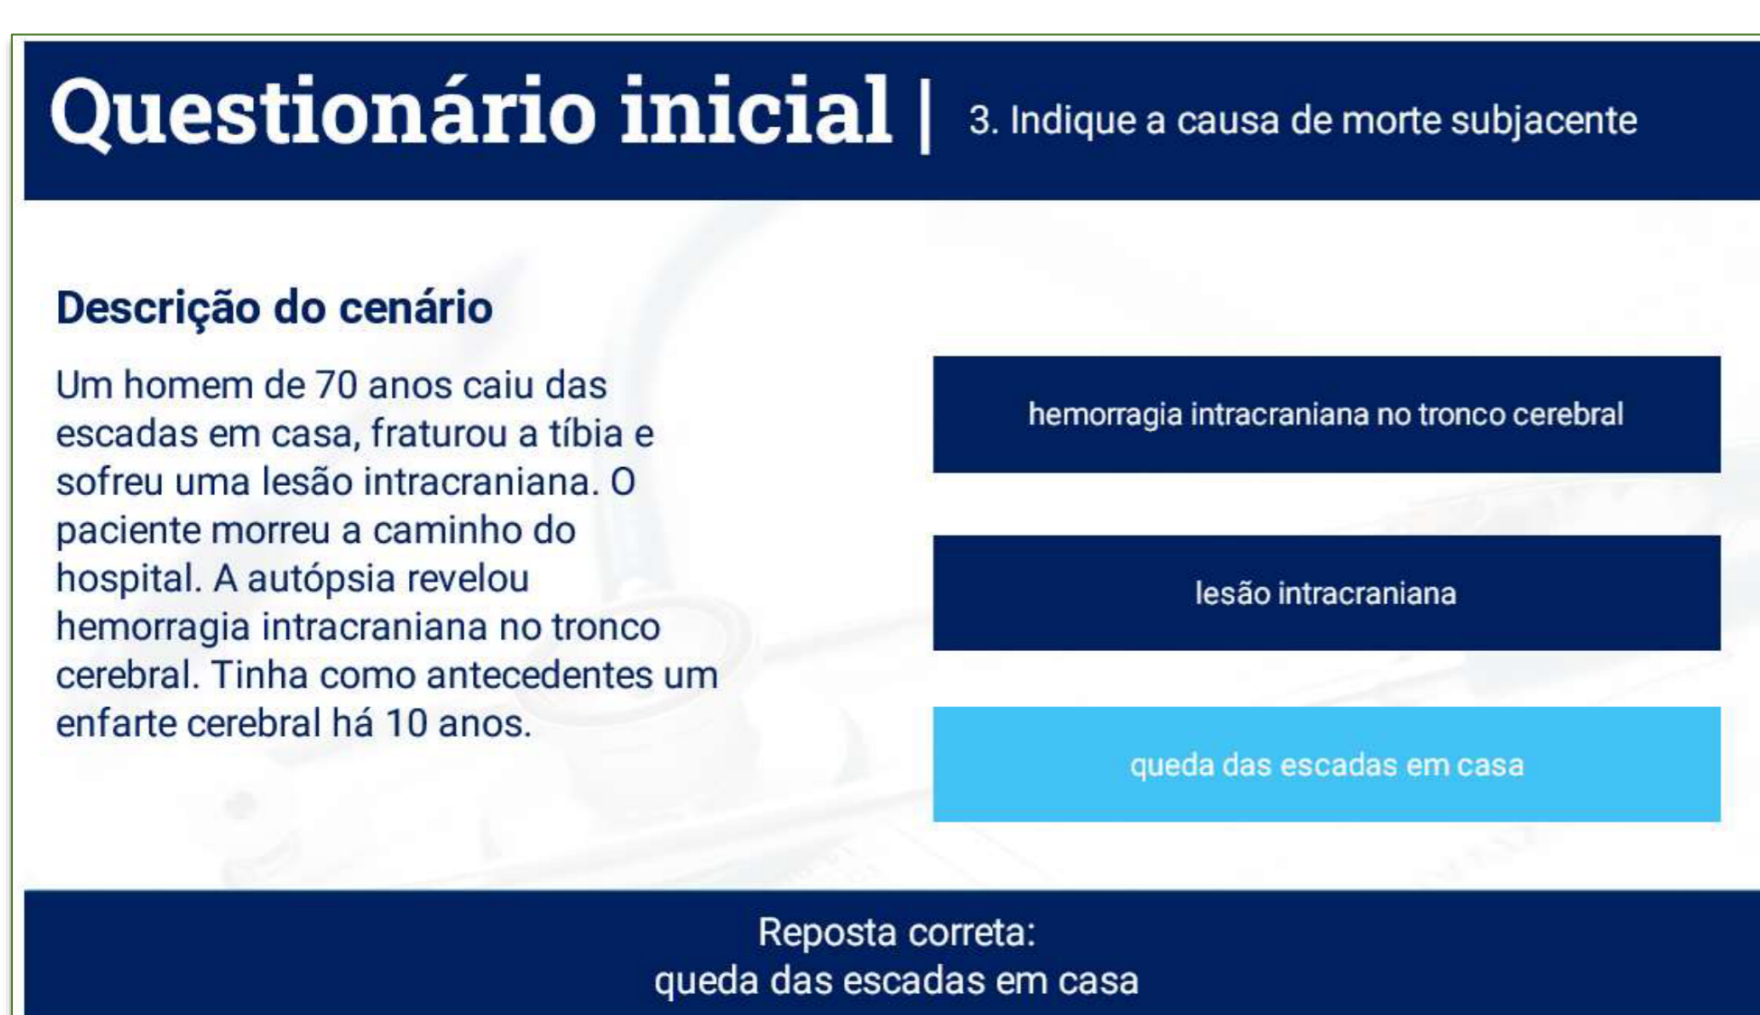 Questionário inicial | 3. Indique a causa de morte subjacente
Descrição do cenário
Um homem de 70 anos caiu das
escadas em casa, fraturou a tíbia e
sofreu uma lesão intracraniana. O
paciente morreu a caminho do
hospital. A autópsia revelou
hemorragia intracraniana no tronco
cerebral. Tinha como antecedentes um
enfarte cerebral há 10 anos.
hemorragia intracraniana no tronco cerebral
lesão intracraniana
queda das escadas em casa
Reposta correta:
queda das escadas em casa